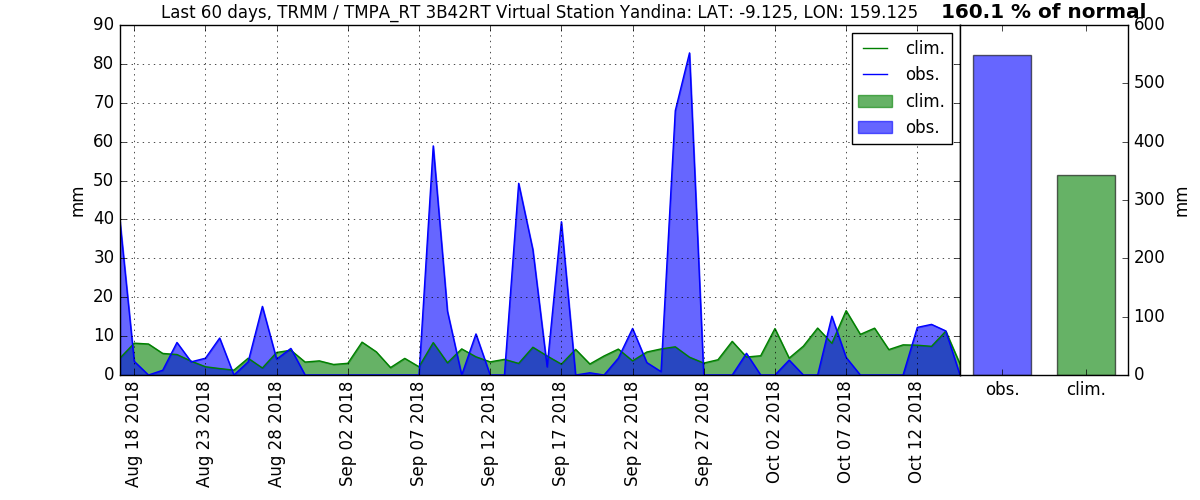 Last 60 days, TRMM / TMPA_RT 3B42RT Virtual Station Yandina: LAT: -9.125, LON: 159.125
160.1 % of normal
90
80
70
60
50
40
30
20
10
0
mm
clim.
obs.
clim.
obs.
600
500
400
300
200
100
0
mm
Aug 18 2018
Aug 23 2018
Aug 28 2018
Sep 02 2018
Sep 07 2018
Sep 12 2018
Sep 17 2018
Sep 22 2018
Sep 27 2018
Oct 02 2018
Oct 07 2018
Oct 12 2018
obs.
clim.